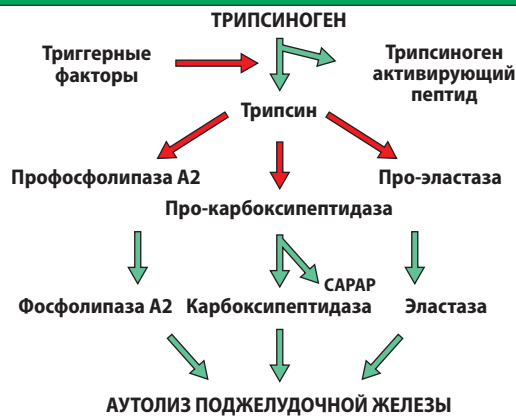 ТРИПСИНОГЕН
Триггерные
факторы
Трипсиноген
активирующий
пептид
Трипсин
Профосфолипаза А2
Про-эластаза
Про-карбоксипептидаза
САРАР
Фосфолипаза А2
Карбоксипептидаза
Эластаза
АУТОЛИЗ ПОДЖЕЛУДОЧНОЙ ЖЕЛЕЗЫ